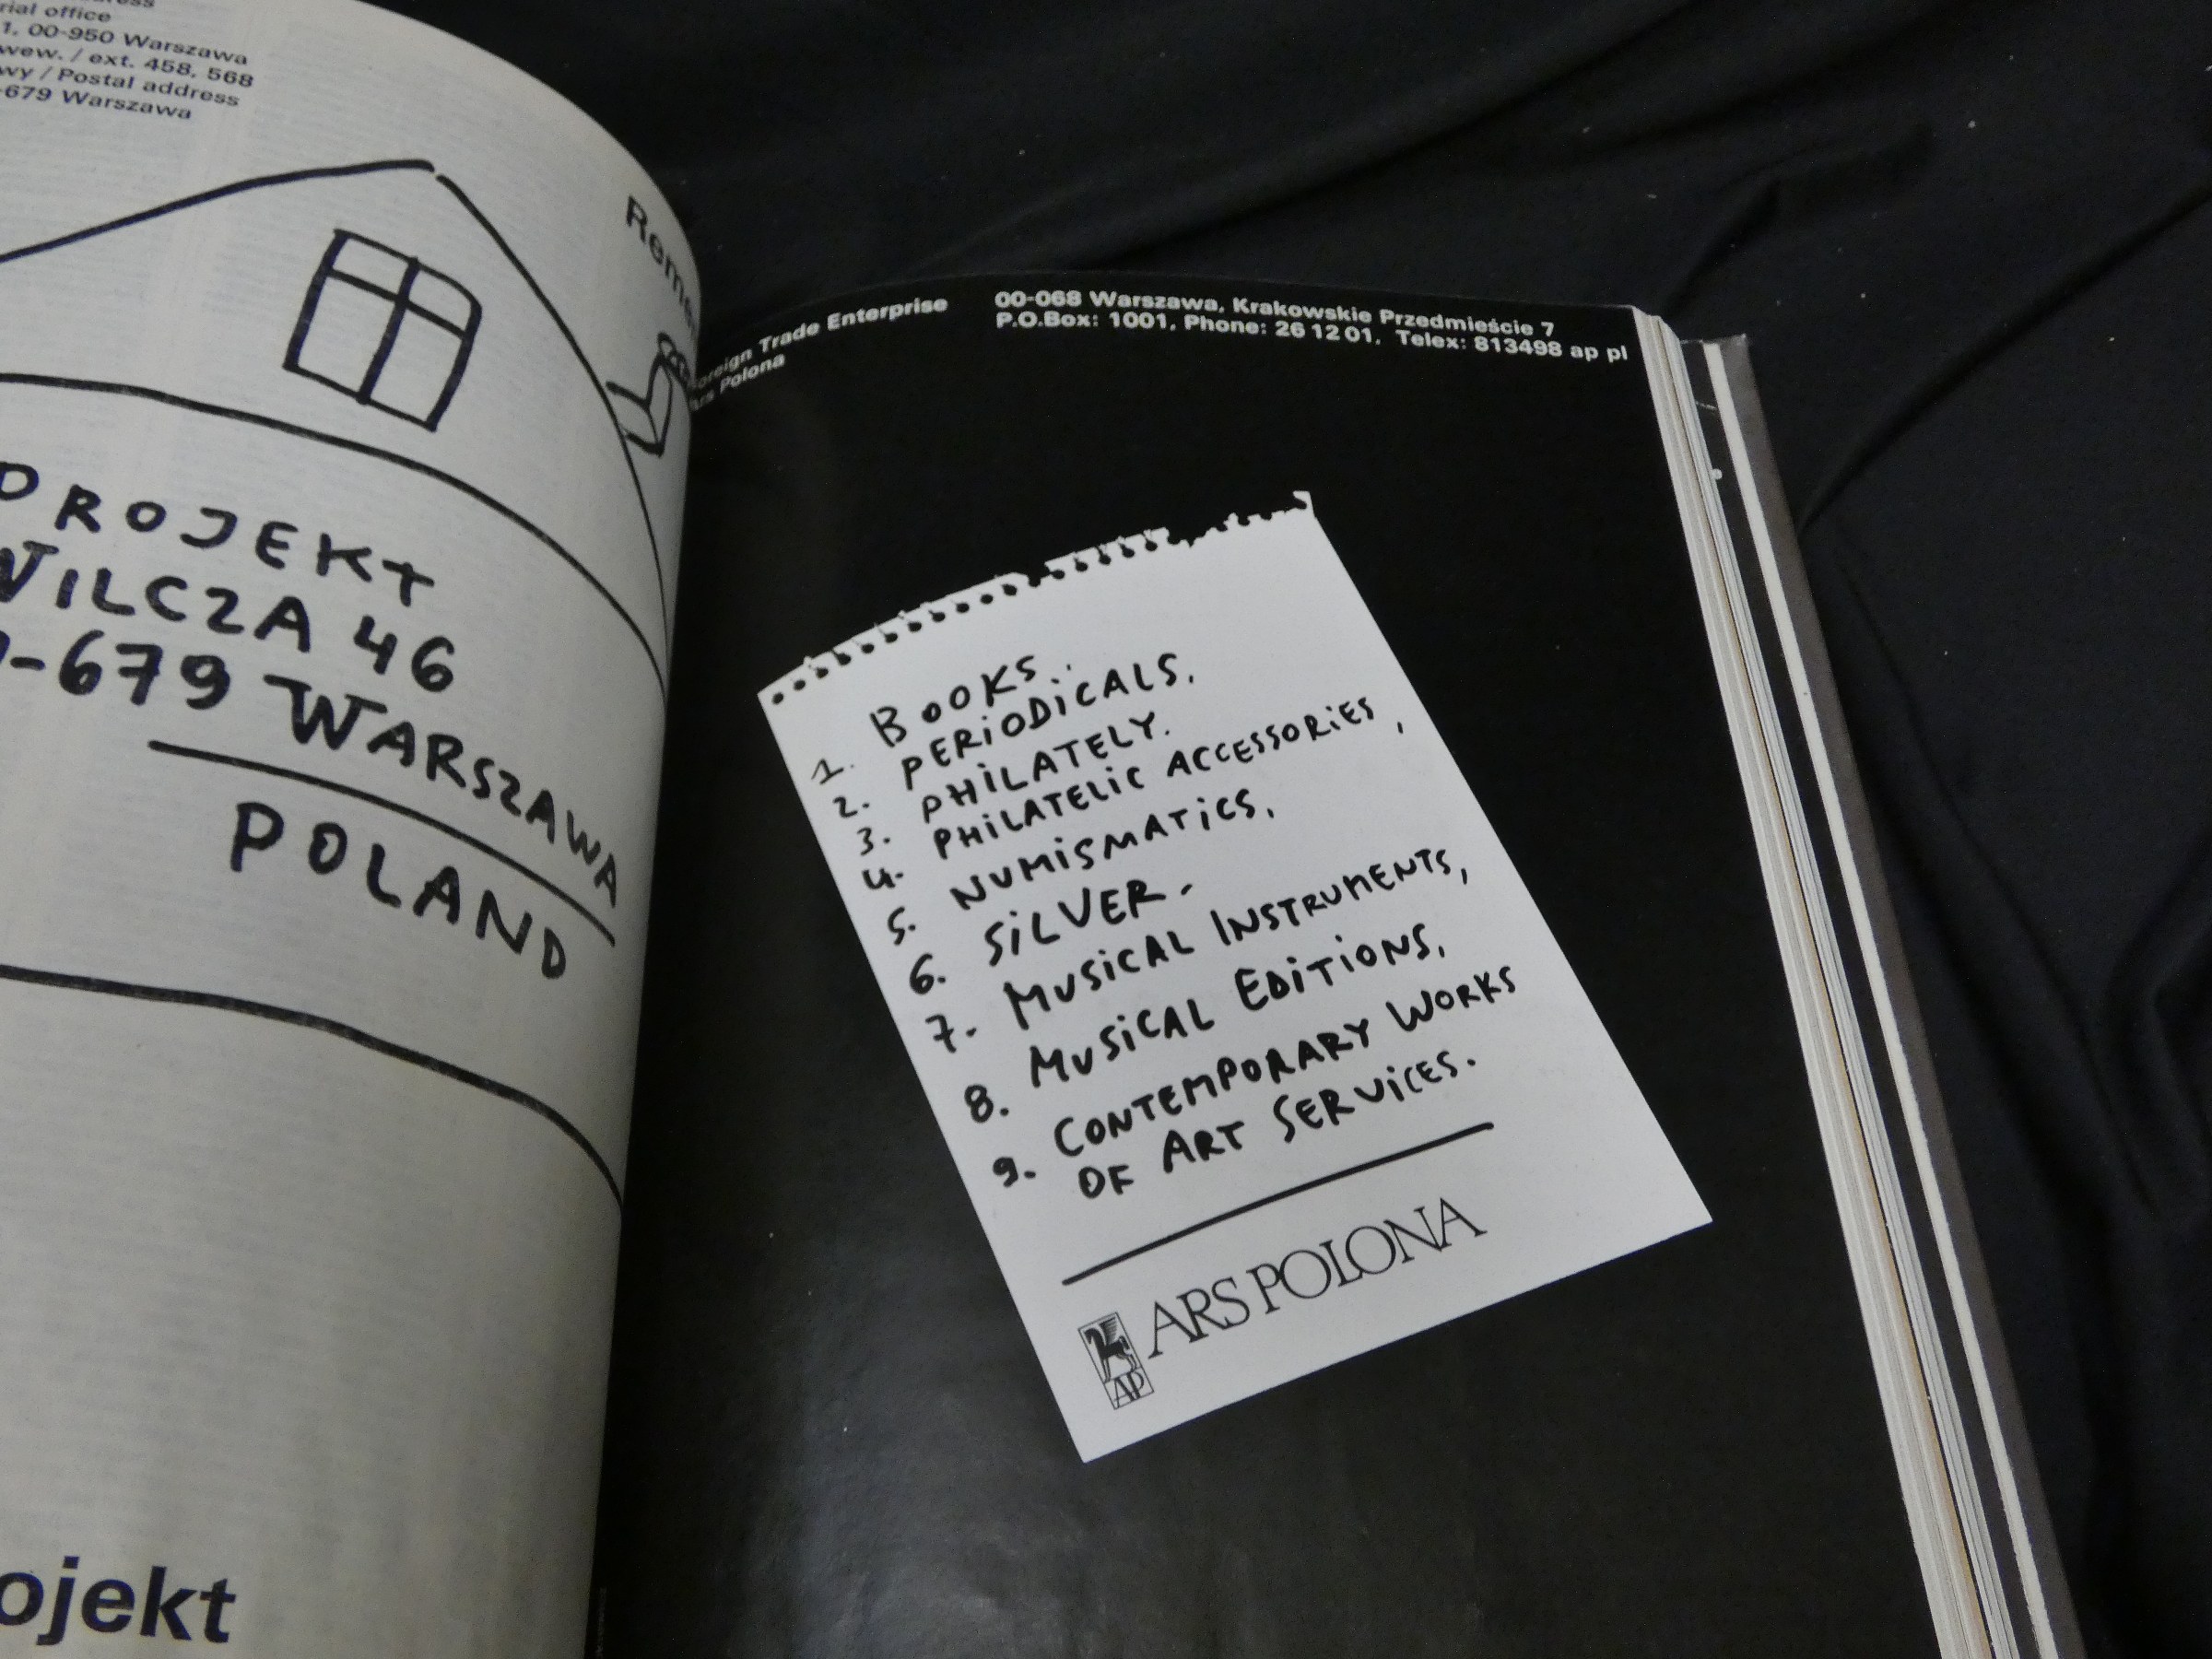 rial office
1, 00-950 Warszawa
wew. / ext. 458, 568
wy / Postal address
-679 Warszawa
PROJEKT
WILCZA 46
-679 WARSZAWA
POLAND
ojekt
Foreign Trade Enterprise
Ars Polona
00-068 Warszawa, Krakowskie Przedmieście 7
P.O.Box: 1001, Phone: 26 12 01, Telex: 813498 ap pl
1. BOOKS.
2. PERIODICALS.
3. PHILATELY.
4. PHILATELIC ACCESSORIES,
5. NUMISMATICS,
6. SILVER.
7. MUSICAL INSTRUMENTS,
8. MUSICAL EDITIONS,
9. CONTEMPORARY WORKS
OF ART SERVICES.
ARS POLONA
AP